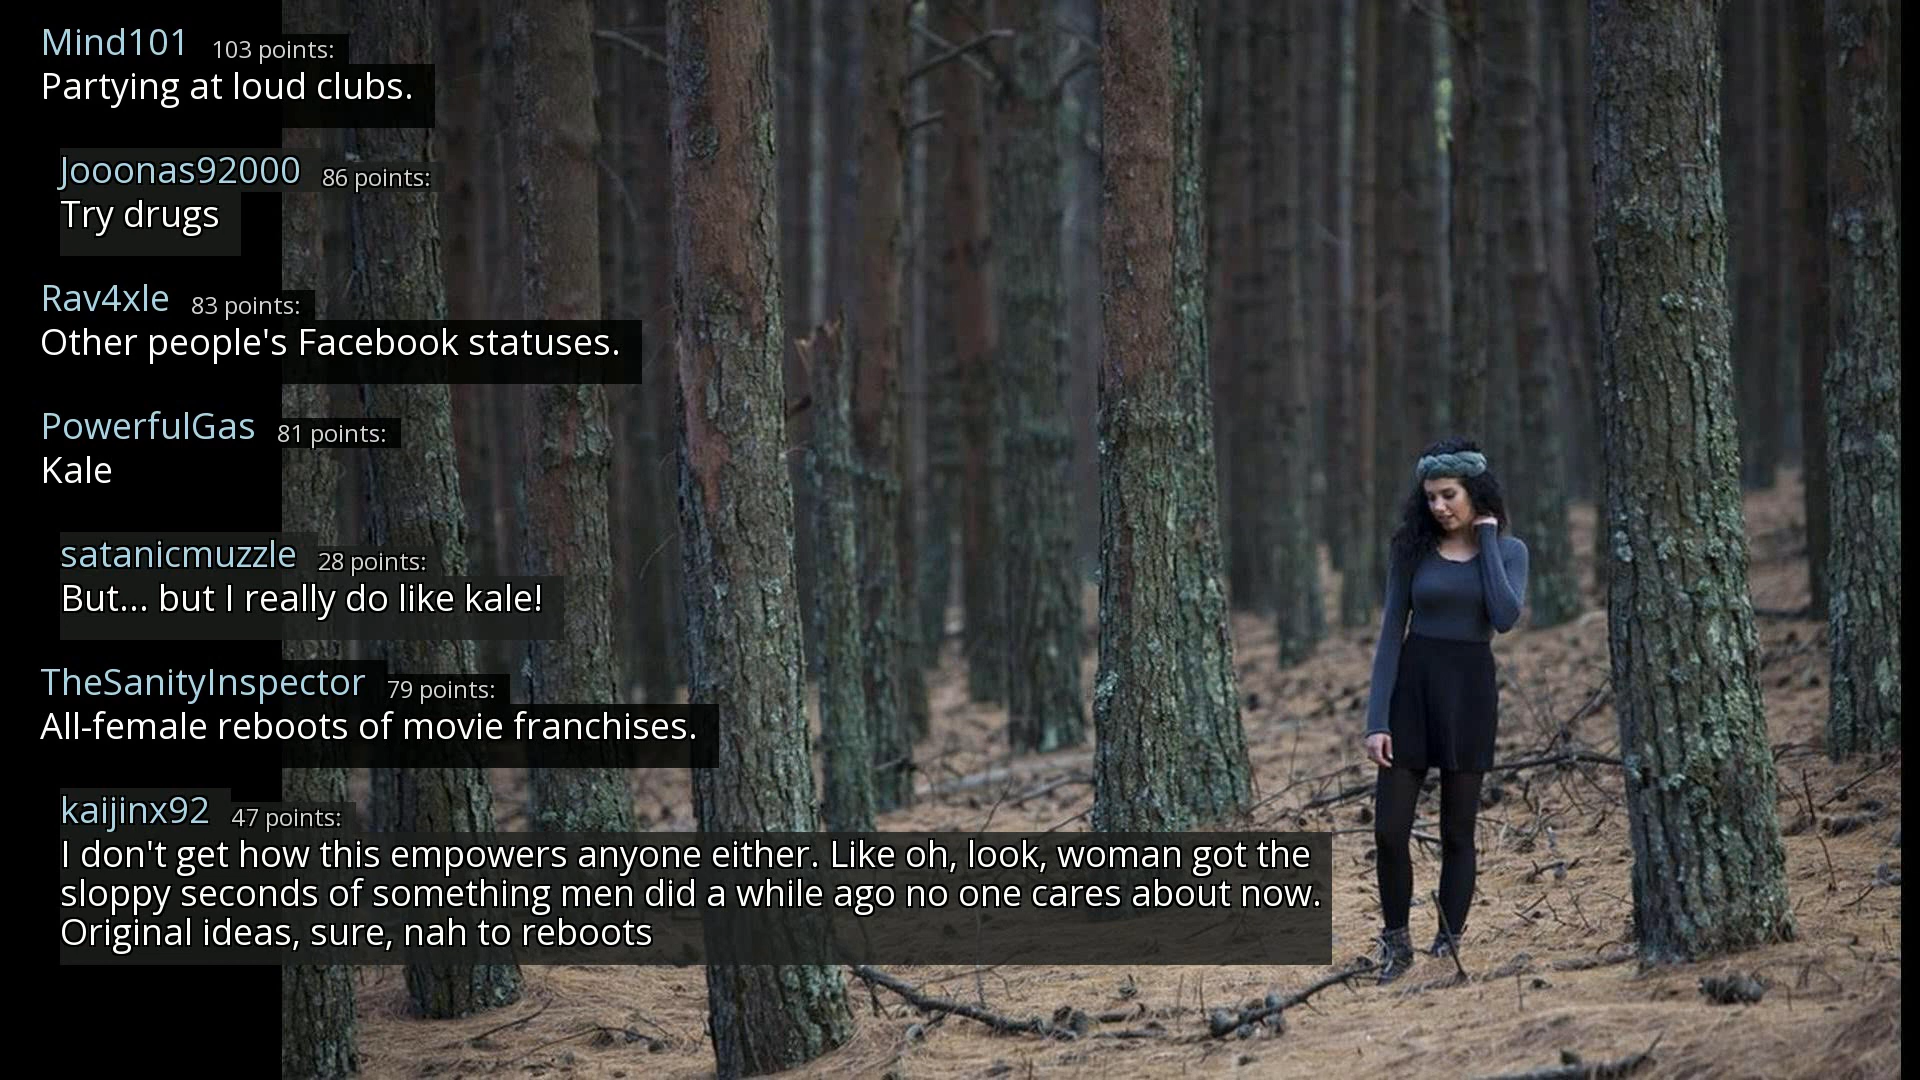 Mind101 103 points:
Partying at loud clubs.
Jooonas92000 86 points:
Try drugs
Rav4xle 83 points:
Other people's Facebook statuses.
PowerfulGas 81 points:
Kale
satanicmuzzle 28 points:
But... but I really do like kale!
TheSanityInspector 79 points:
All-female reboots of movie franchises.
kaijinx92 47 points:
I don't get how this empowers anyone either. Like oh, look, woman got the
sloppy seconds of something men did a while ago no one cares about now.
Original ideas, sure, nah to reboots